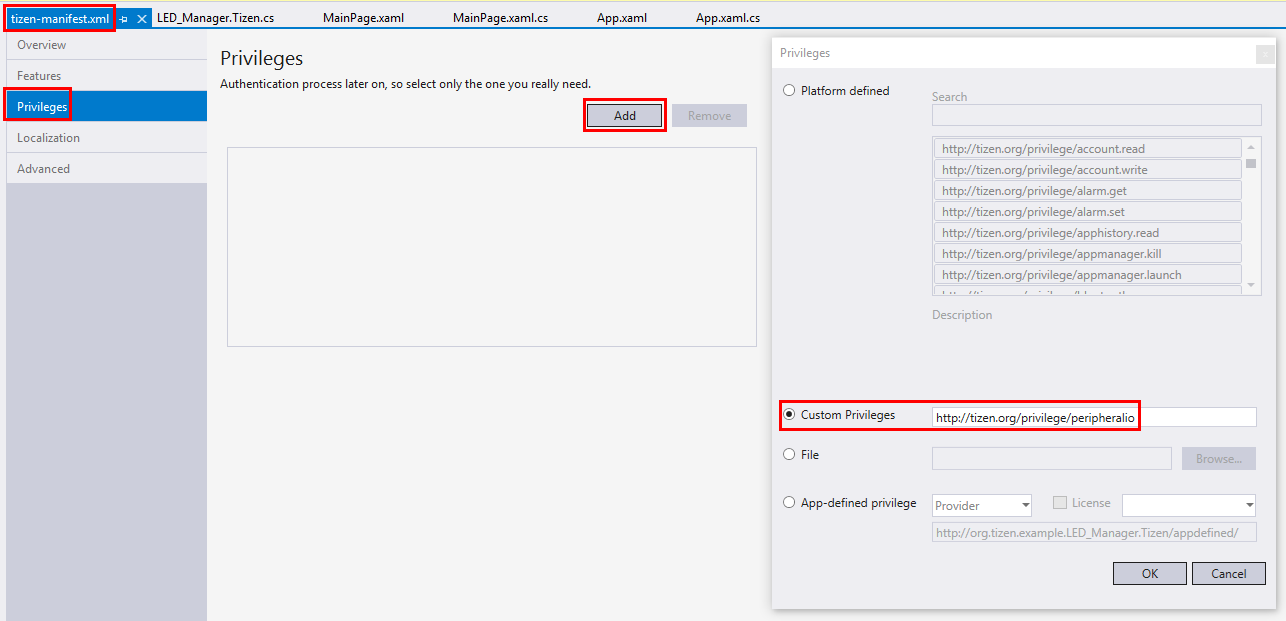 tizen-manifest.xml
LED_Manager.Tizen.cs
MainPage.xaml
MainPage.xaml.cs
App.xaml
App.xaml.cs
Overview
Features
Privileges
Localization
Advanced
Privileges
Authentication process later on, so select only the one you really need.
Add
Remove
Privileges
Platform defined
Search
http://tizen.org/privilege/account.read
http://tizen.org/privilege/account.write
http://tizen.org/privilege/alarm.get
http://tizen.org/privilege/alarm.set
http://tizen.org/privilege/apphistory.read
http://tizen.org/privilege/appmanager.kill
http://tizen.org/privilege/appmanager.launch
Description
Custom Privileges
http://tizen.org/privilege/peripheralio
File
Browse...
App-defined privilege
Provider
License
http://org.tizen.example.LED_Manager.Tizen/appdefined/
OK
Cancel